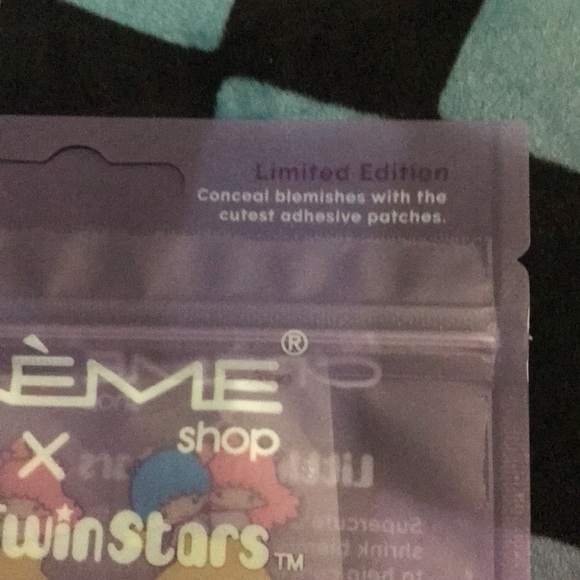 Limited Edition
Conceal blemishes with the
cutest adhesive patches.
ÈME®
shop
X
TwinStars™